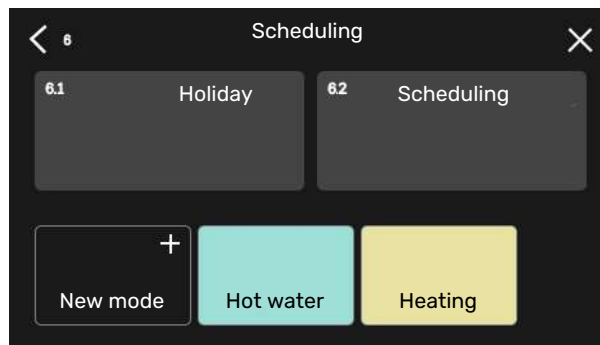 6 Scheduling
6.1 Holiday
6.2 Scheduling
New mode
Hot water
Heating